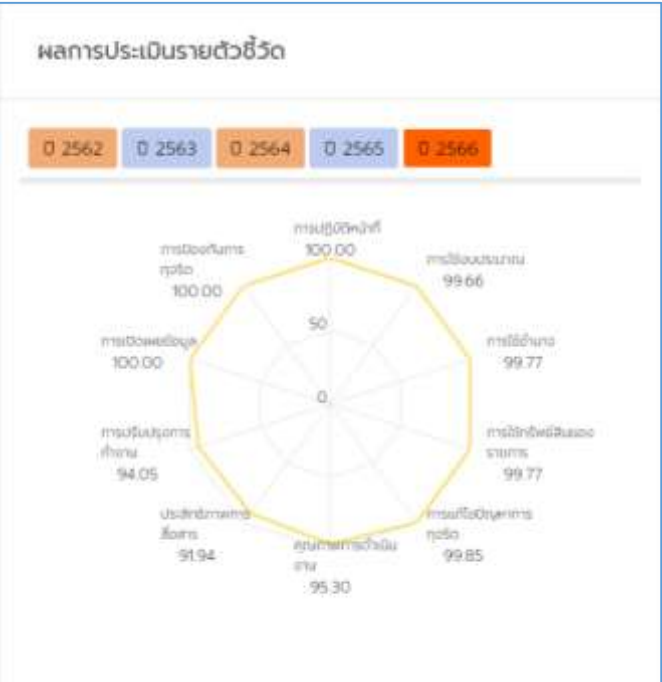 ผลการประเมินรายตัวชี้วัด
ปี 2562 ปี 2563 ปี 2564 ปี 2565 ปี 2566
การปฏิบัติหน้าที่
100.00
การใช้งบประมาณ
99.66
การใช้อำนาจ
99.77
การใช้ทรัพย์สินของ
ราชการ
99.77
การแก้ไขปัญหาการ
ทุจริต
99.85
คุณภาพการดำเนิน
งาน
95.30
ประสิทธิภาพการ
สื่อสาร
91.94
การปรับปรุงการ
ทำงาน
94.05
การเปิดเผยข้อมูล
100.00
การป้องกันการ
ทุจริต
100.00
50
0